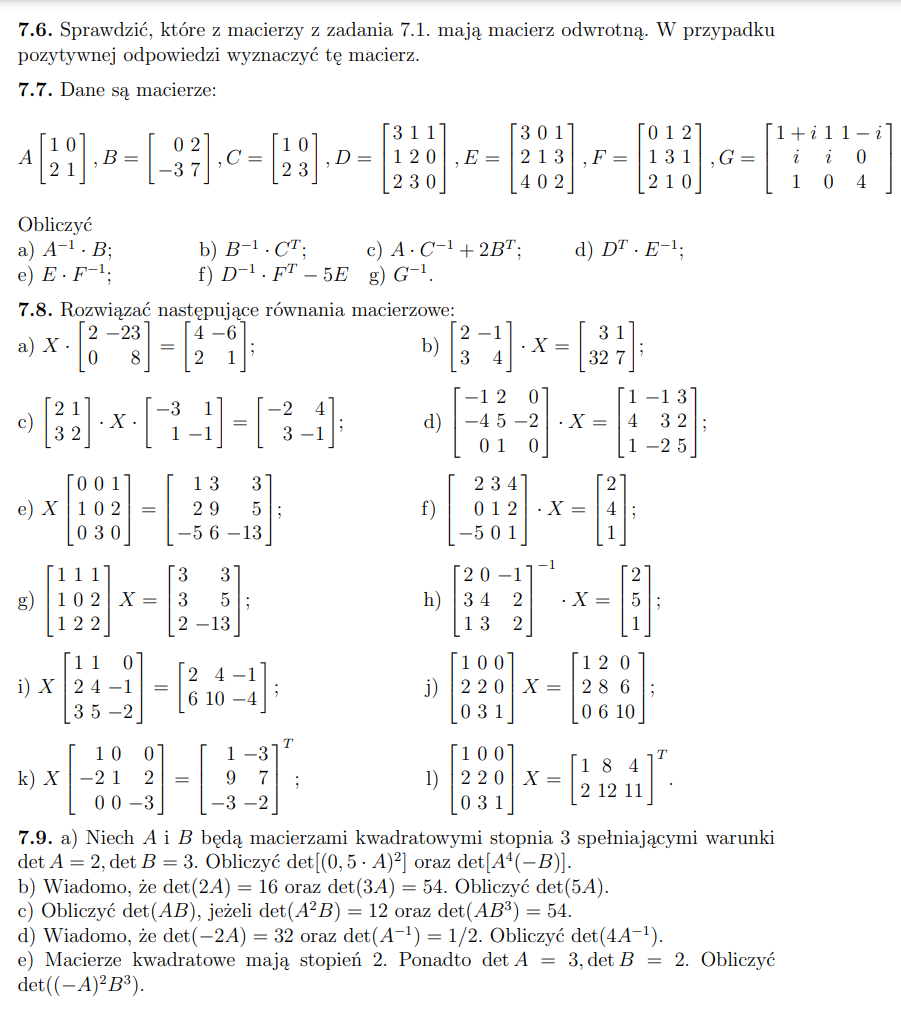 7.6. Sprawdzić, które z macierzy z zadania 7.1. mają macierz odwrotną. W przypadku
pozytywnej odpowiedzi wyznaczyć tę macierz.
7.7. Dane są macierze:
A [1 0; 2 1], B = [0 2; −3 7], C = [1 0; 2 3], D = [3 1 1; 1 2 0; 2 3 0], E = [3 0 1; 2 1 3; 4 0 2], F = [0 1 2; 1 3 1; 2 1 0], G = [1 + i 1 1 − i; i i 0; 1 0 4]
Obliczyć
a) A⁻¹ · B; b) B⁻¹ · Cᵀ; c) A · C⁻¹ + 2Bᵀ; d) Dᵀ · E⁻¹;
e) E · F⁻¹; f) D⁻¹ · Fᵀ − 5E g) G⁻¹.
7.8. Rozwiązać następujące równania macierzowe:
a) X · [2 −23; 0 8] = [4 −6; 2 1]; b) [2 −1; 3 4] · X = [3 1; 32 7];
c) [2 1; 3 2] · X · [−3 1; 1 −1] = [−2 4; 3 −1]; d) [−1 2 0; −4 5 −2; 0 1 0] · X = [1 −1 3; 4 3 2; 1 −2 5];
e) X [0 0 1; 1 0 2; 0 3 0] = [1 3 3; 2 9 5; −5 6 −13]; f) [2 3 4; 0 1 2; −5 0 1] · X = [2; 4; 1];
g) [1 1 1; 1 0 2; 1 2 2] X = [3 3; 3 5; 2 −13]; h) [2 0 −1; 3 4 2; 1 3 2]⁻¹ · X = [2; 5; 1];
i) X [1 1 0; 2 4 −1; 3 5 −2] = [2 4 −1; 6 10 −4]; j) [1 0 0; 2 2 0; 0 3 1] X = [1 2 0; 2 8 6; 0 6 10];
k) X [1 0 0; −2 1 2; 0 0 −3] = [1 −3; 9 7; −3 −2]ᵀ; l) [1 0 0; 2 2 0; 0 3 1] X = [1 8 4; 2 12 11]ᵀ.
7.9. a) Niech A i B będą macierzami kwadratowymi stopnia 3 spełniającymi warunki
det A = 2, det B = 3. Obliczyć det[(0, 5 · A)²] oraz det[A⁴(−B)].
b) Wiadomo, że det(2A) = 16 oraz det(3A) = 54. Obliczyć det(5A).
c) Obliczyć det(AB), jeżeli det(A²B) = 12 oraz det(AB³) = 54.
d) Wiadomo, że det(−2A) = 32 oraz det(A⁻¹) = 1/2. Obliczyć det(4A⁻¹).
e) Macierze kwadratowe mają stopień 2. Ponadto det A = 3, det B = 2. Obliczyć
det((−A)²B³).